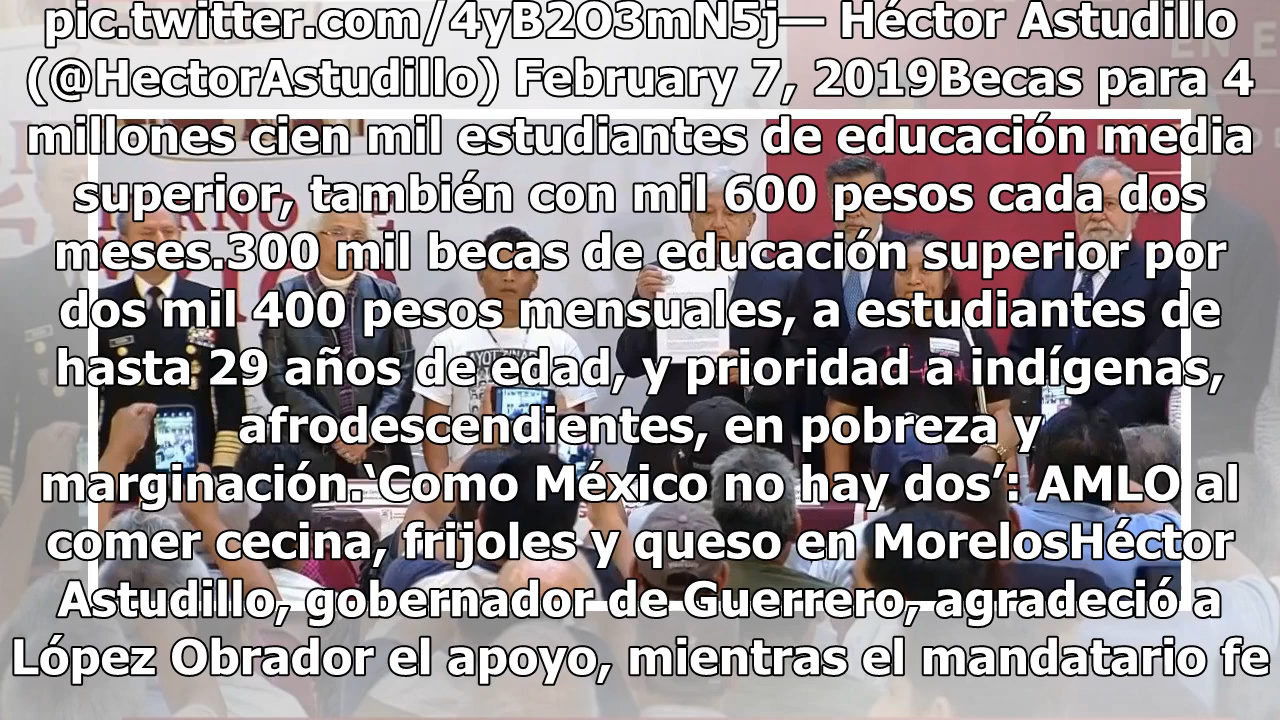 pic.twitter.com/4yB2O3mN5j— Héctor Astudillo
(@HectorAstudillo) February 7, 2019Becas para 4
millones cien mil estudiantes de educación media
superior, también con mil 600 pesos cada dos
meses.300 mil becas de educación superior por
dos mil 400 pesos mensuales, a estudiantes de
hasta 29 años de edad, y prioridad a indígenas,
afrodescendientes, en pobreza y
marginación.‘Como México no hay dos’: AMLO al
comer cecina, frijoles y queso en MorelosHéctor
Astudillo, gobernador de Guerrero, agradeció a
López Obrador el apoyo, mientras el mandatario fe